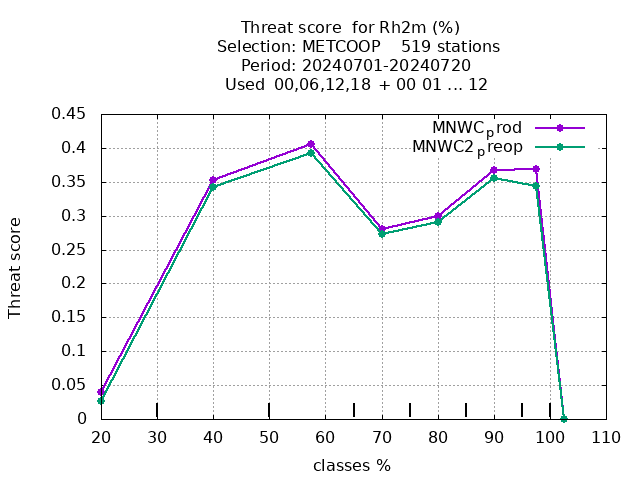 Threat score for Rh2m (%)
Selection: METCOOP 519 stations
Period: 20240701-20240720
Used 00,06,12,18 + 00 01 ... 12
MNWCprod
MNWC2preop
Threat score
0.45
0.4
0.35
0.3
0.25
0.2
0.15
0.1
0.05
0
20 30 40 50 60 70 80 90 100 110
classes %